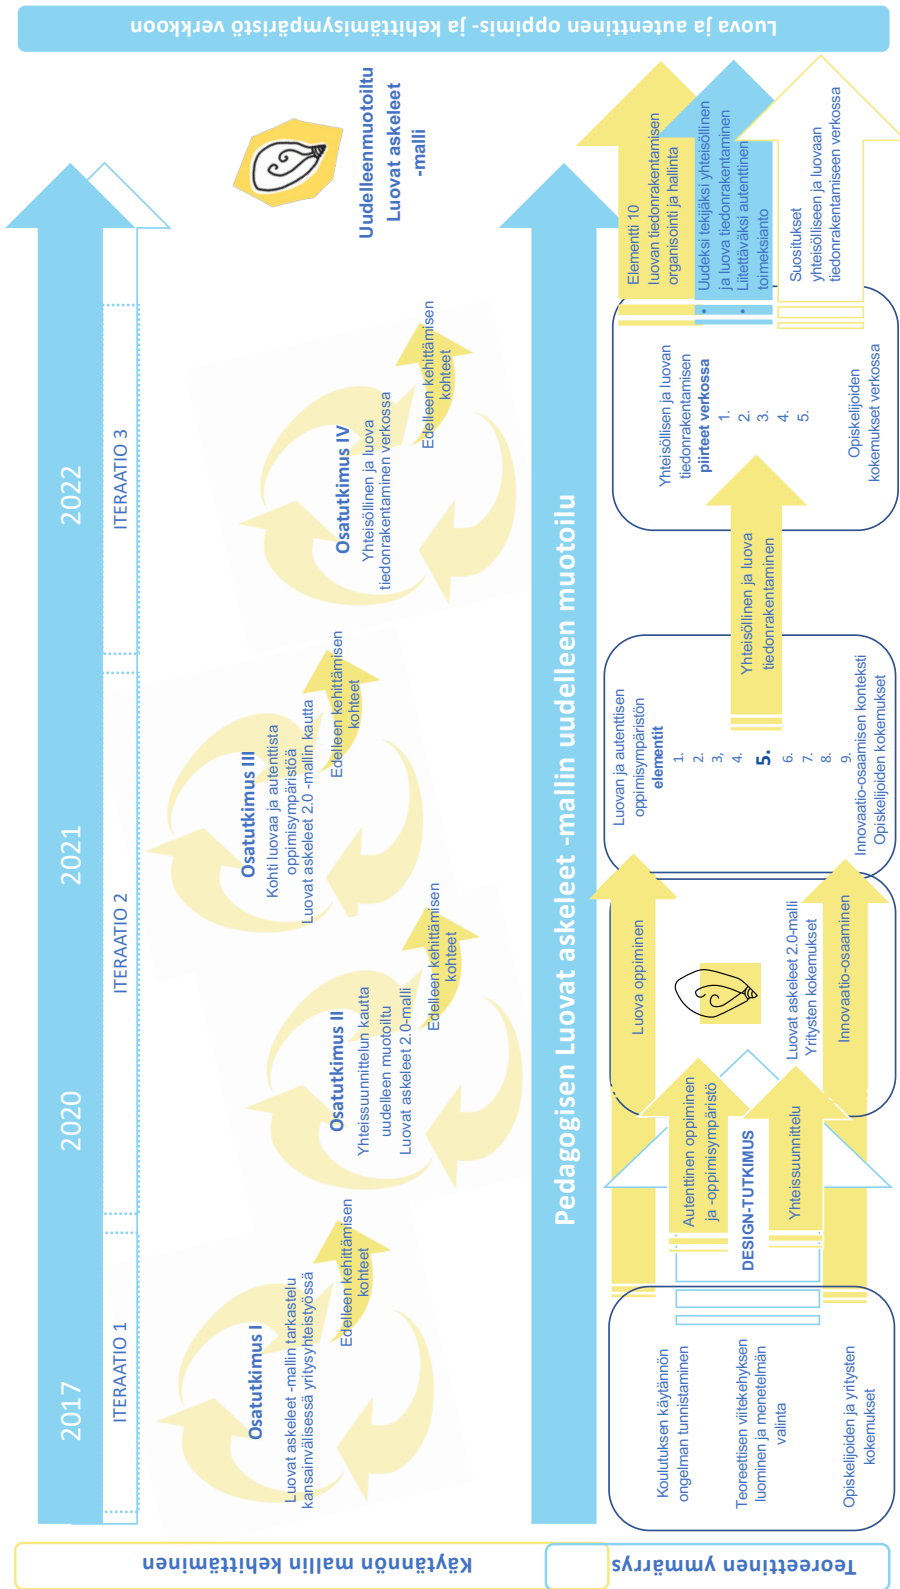 Käytännön mallin kehittäminen
2017
2020
2021
2022
ITERAATIO 1
ITERAATIO 2
ITERAATIO 3
Osatutkimus I
Luovat askeleet -mallin tarkastelu
kansainvälisessä yritysyhteistyössä
Edelleen kehittämisen
kohteet
Osatutkimus II
Yhteissuunnittelun kautta
uudelleen muotoiltu
Luovat askeleet 2.0-malli
Edelleen kehittämisen
kohteet
Osatutkimus III
Kohti luovaa ja autenttista
oppimisympäristöä
Luovat askeleet 2.0 -mallin kautta
Edelleen kehittämisen
kohteet
Osatutkimus IV
Yhteisöllinen ja luova
tiedonrakentaminen verkossa
Edelleen kehittämisen
kohteet
Uudelleenmuotoiltu
Luovat askeleet
-malli
Pedagogisen Luovat askeleet -mallin uudelleen muotoilu
Teoreettinen ymmärrys
Koulutuksen käytännön
ongelman tunnistaminen
Teoreettisen viitekehyksen
luominen ja menetelmän
valinta
Opiskelijoiden ja yritysten
kokemukset
Autenttinen oppiminen
ja -oppimisympäristö
DESIGN-TUTKIMUS
Yhteissuunnittelu
Luova oppiminen
Luovat askeleet 2.0-malli
Yritysten kokemukset
Innovaatio-osaaminen
Luovan ja autenttisen
oppimisympäristön
elementit
1.
2.
3,
4.
5.
6.
7.
8.
9.
Innovaatio-osaamisen konteksti
Opiskelijoiden kokemukset
Yhteisöllinen ja luova
tiedonrakentaminen
Yhteisöllisen ja luovan
tiedonrakentamisen
piirteet verkossa
1.
2.
3.
4.
5.
Opiskelijoiden
kokemukset verkossa
Elementti 10
luovan tiedonrakentamisen
organisointi ja hallinta
• Uudeksi tekijäksi yhteisöllinen
ja luova tiedonrakentaminen
• Liitettäväksi autenttinen
toimeksianto
Suositukset
yhteisölliseen ja luovaan
tiedonrakentamiseen verkossa
Luova ja autenttinen oppimis- ja kehittämisympäristö verkkoon